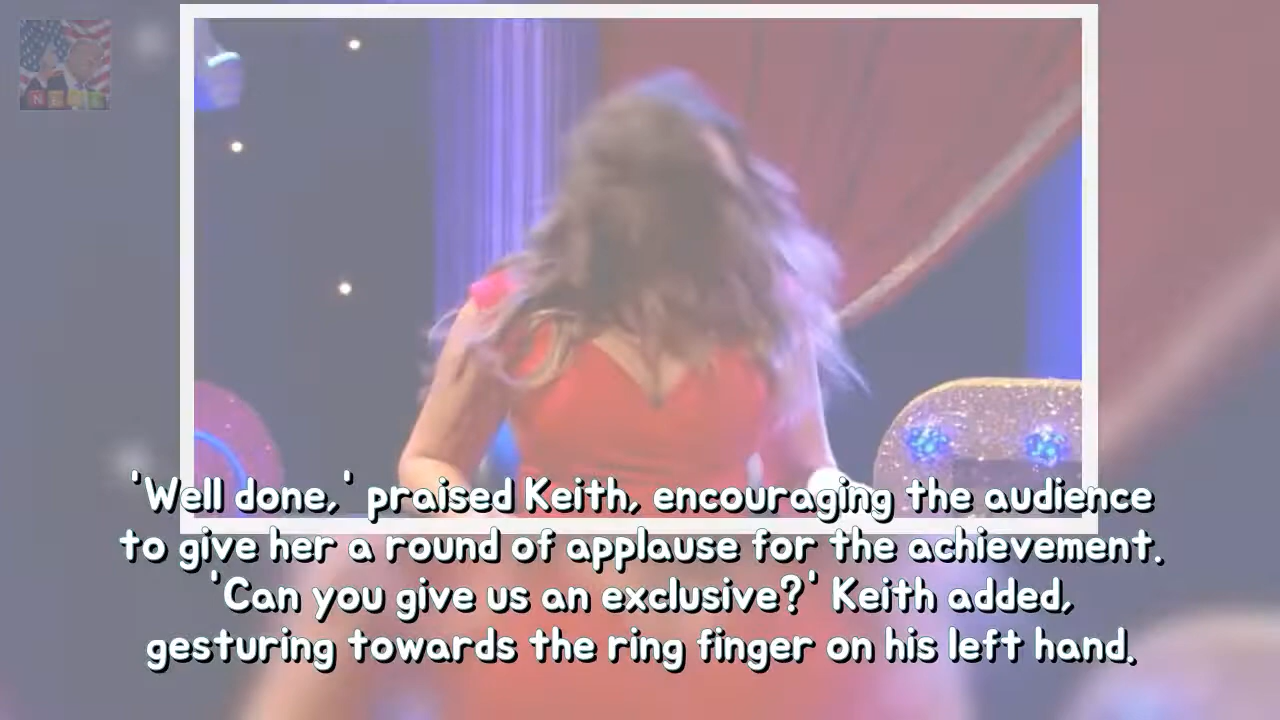 'Well done,' praised Keith, encouraging the audience
to give her a round of applause for the achievement.
'Can you give us an exclusive?' Keith added,
gesturing towards the ring finger on his left hand.